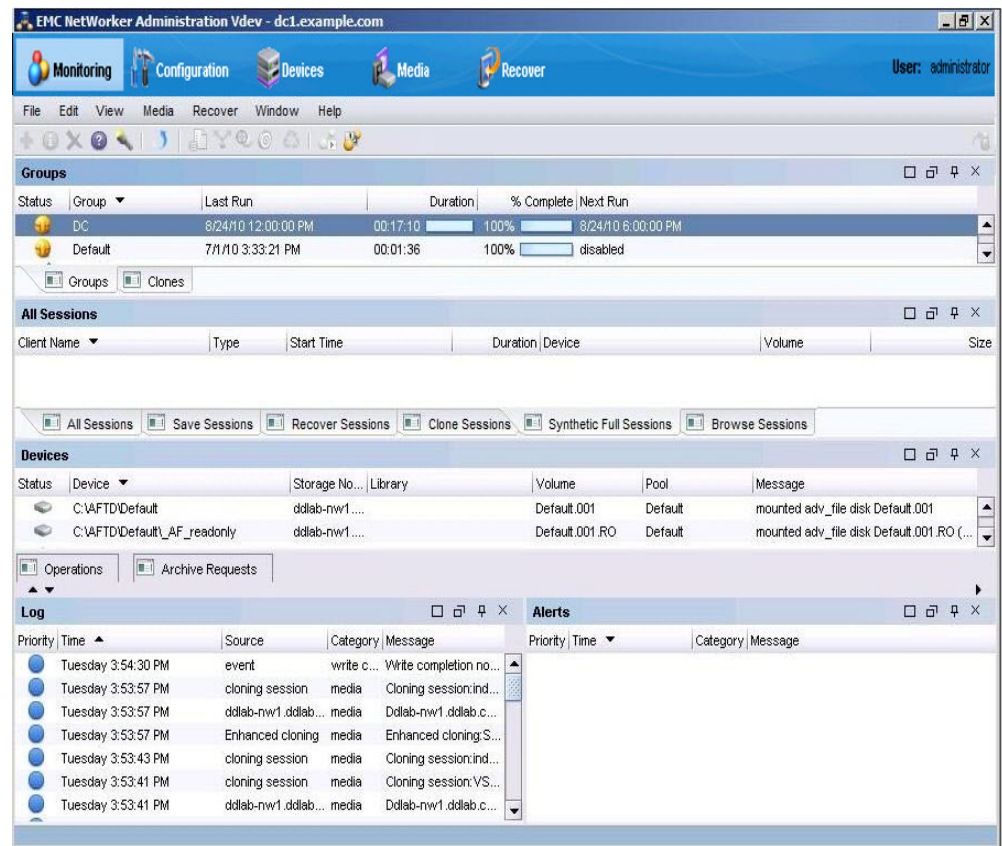 EMC NetWorker Administration Vdev - dc1.example.com
Monitoring Configuration Devices Media Recover User: administrator
File Edit View Media Recover Window Help
Groups
Status Group Last Run Duration % Complete Next Run
DC 8/24/10 12:00:00 PM 00:17:10 100% 8/24/10 6:00:00 PM
Default 7/1/10 3:33:21 PM 00:01:36 100% disabled
Groups Clones
All Sessions
Client Name Type Start Time Duration Device Volume Size
All Sessions Save Sessions Recover Sessions Clone Sessions Synthetic Full Sessions Browse Sessions
Devices
Status Device Storage No... Library Volume Pool Message
C:\AFTD\Default ddlab-nw1.... Default.001 Default mounted adv_file disk Default.001
C:\AFTD\Default\_AF_readonly ddlab-nw1.... Default.001.RO Default mounted adv_file disk Default.001.RO (...
Operations Archive Requests
Log
Priority Time Source Category Message
Tuesday 3:54:30 PM event write c... Write completion no...
Tuesday 3:53:57 PM cloning session media Cloning session:ind...
Tuesday 3:53:57 PM ddlab-nw1.ddlab... media Ddlab-nw1.ddlab.c...
Tuesday 3:53:57 PM Enhanced cloning media Enhanced cloning:S...
Tuesday 3:53:43 PM cloning session media Cloning session:ind...
Tuesday 3:53:41 PM cloning session media Cloning session:VS...
Tuesday 3:53:41 PM ddlab-nw1.ddlab... media Ddlab-nw1.ddlab.c...
Alerts
Priority Time Category Message